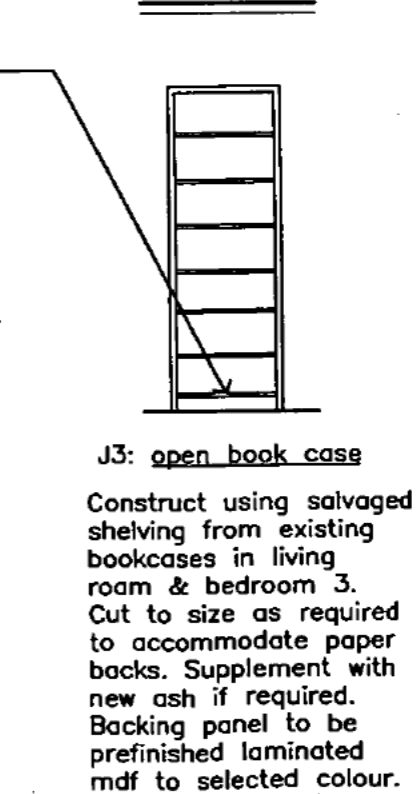 J3: open book case
Construct using salvaged
shelving from existing
bookcases in living
roam & bedroom 3.
Cut to size as required
to accommodate paper
backs. Supplement with
new ash if required.
Backing panel to be
prefinished laminated
mdf to selected colour.